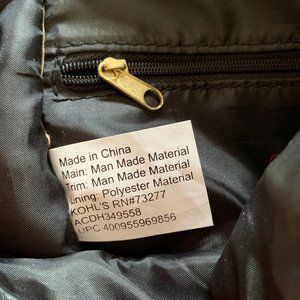 Made in China
Main: Man Made Material
Trim: Man Made Material
Lining: Polyester Material
KOHL'S RN#73277
ACDH349558
UPC 400955969856